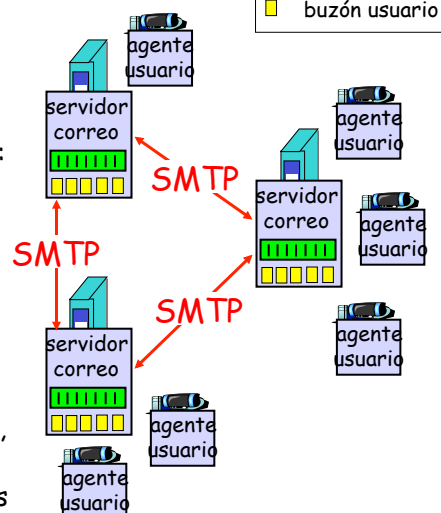 buzón usuario
agente
usuario
servidor
correo
:
SMTP
agente
usuario
servidor
correo
agente
usuario
SMTP
SMTP
servidor
correo
agente
usuario
agente
usuario
,
agente
usuario
s